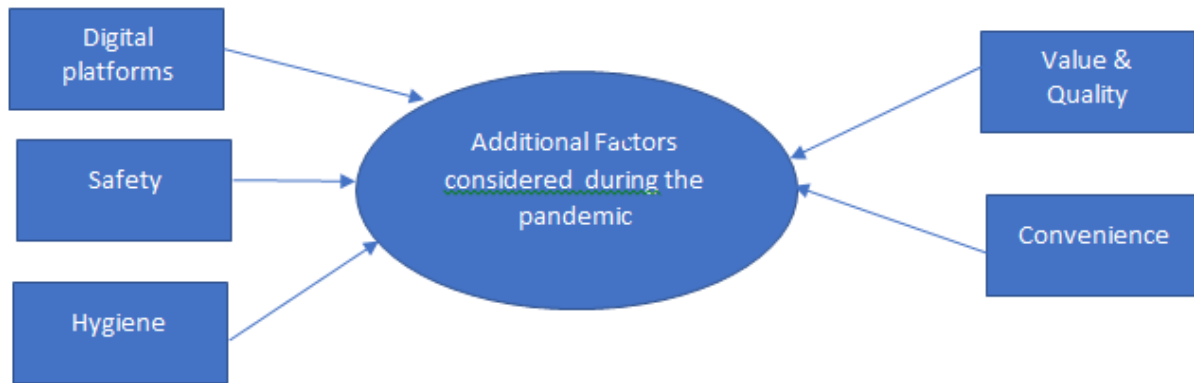 Digital
platforms
Safety
Hygiene
Additional Factors
considered during the
pandemic
Value &
Quality
Convenience